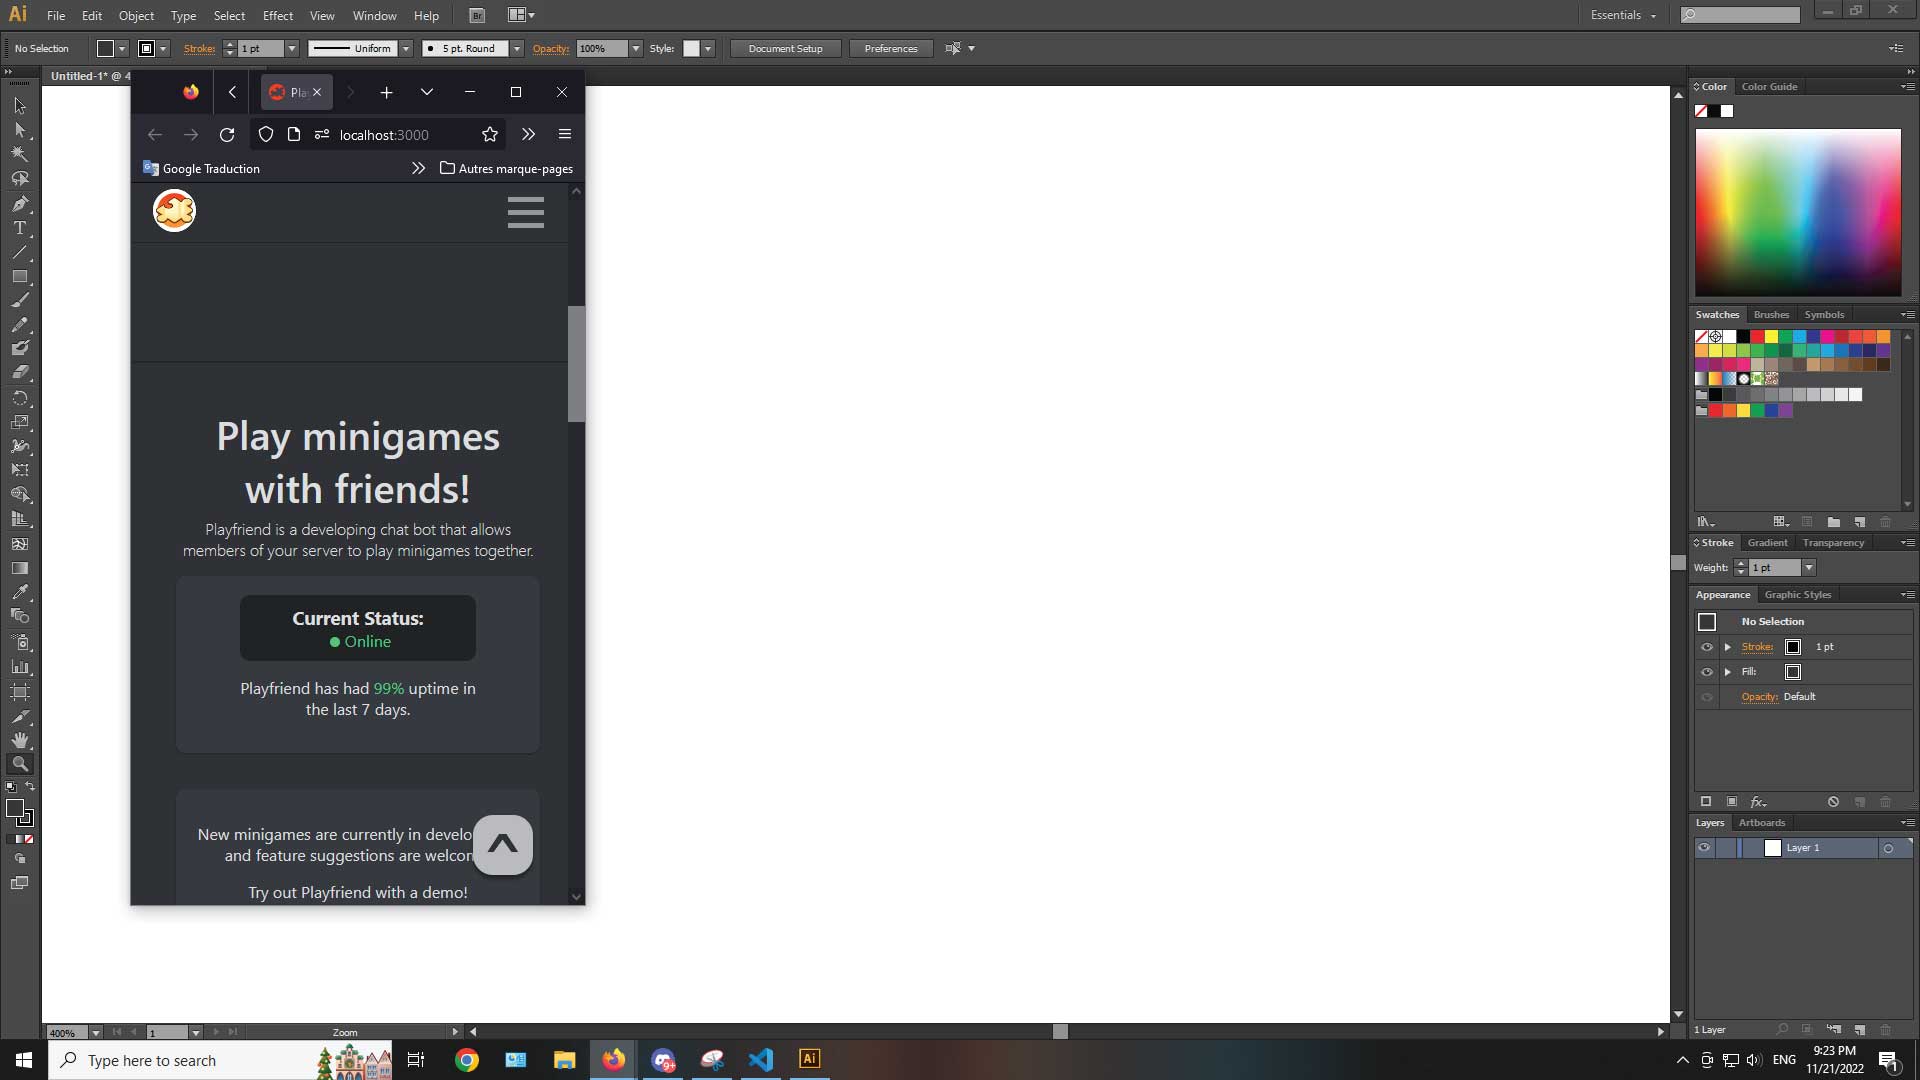 Ai File Edit Object Type Select Effect View Window Help Br Essentials
No Selection Stroke: 1 pt Uniform 5 pt. Round Opacity: 100% Style: Document Setup Preferences
Untitled-1* @ 4
Pla
localhost:3000
Google Traduction Autres marque-pages
Play minigames
with friends!
Playfriend is a developing chat bot that allows
members of your server to play minigames together.
Current Status:
Online
Playfriend has had 99% uptime in
the last 7 days.
New minigames are currently in develo
and feature suggestions are welcom
Try out Playfriend with a demo!
Color Color Guide
Swatches Brushes Symbols
Stroke Gradient Transparency
Weight: 1 pt
Appearance Graphic Styles
No Selection
Stroke: 1 pt
Fill:
Opacity: Default
fx
Layers Artboards
Layer 1
1 Layer
400% 1 Zoom
Type here to search 9+ Ai ENG 9:23 PM
11/21/2022 1